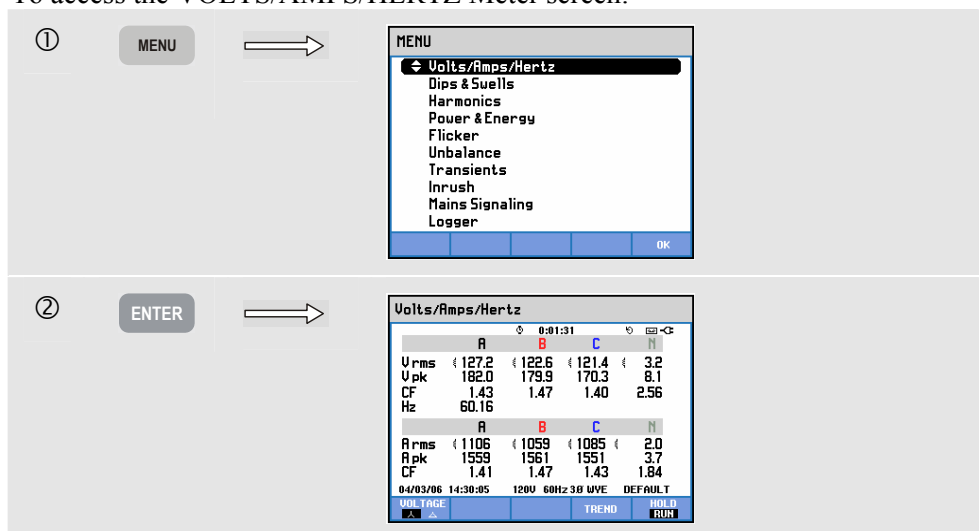 To access the VOLTS/AMPS/HERTZ Meter screen:
① MENU
MENU
Volts/Amps/Hertz
Dips & Swells
Harmonics
Power & Energy
Flicker
Unbalance
Transients
Inrush
Mains Signaling
Logger
OK
② ENTER
Volts/Amps/Hertz
0:01:31
A B C N
V rms 127.2 122.6 121.4 3.2
V pk 182.0 179.9 170.3 8.1
CF 1.43 1.47 1.40 2.56
Hz 60.16
A B C N
A rms 1106 1059 1085 2.0
A pk 1559 1561 1551 3.7
CF 1.41 1.47 1.43 1.84
04/03/06 14:30:05 120V 60Hz 3Ø WYE DEFAULT
VOLTAGE TREND HOLD
RUN